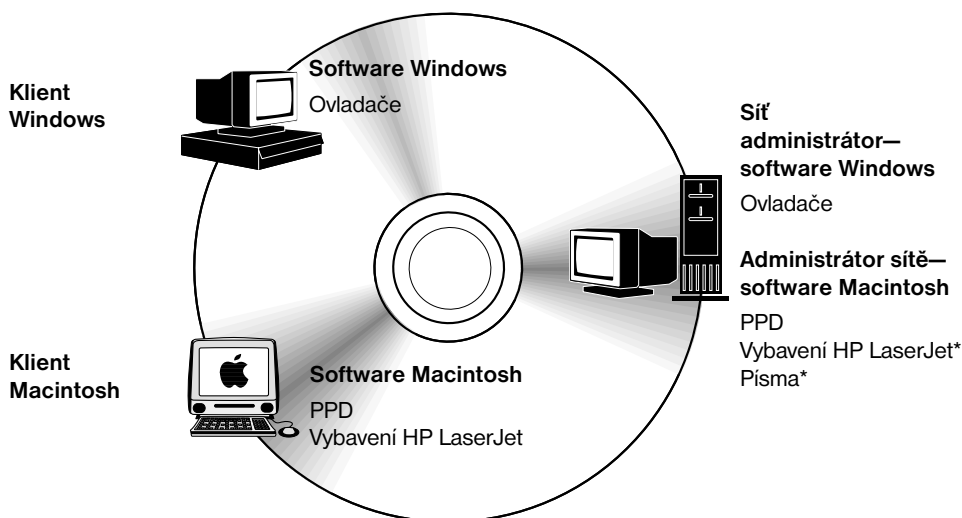 Klient
Windows
Software Windows
Ovladače
Síť
administrátor—
software Windows
Ovladače
Administrátor sítě—
software Macintosh
PPD
Vybavení HP LaserJet*
Písma*
Klient
Macintosh
Software Macintosh
PPD
Vybavení HP LaserJet